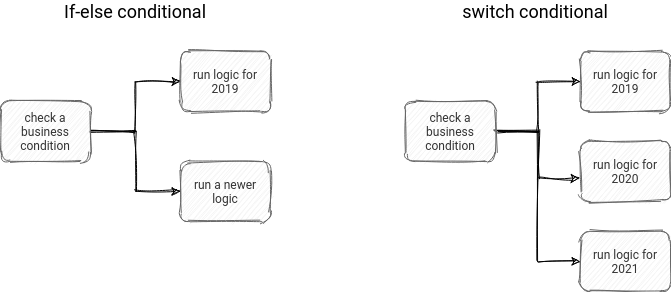 If-else conditional
switch conditional
run logic for
2019
check a
business
condition
run a newer
logic
run logic for
2019
check a
business
condition
run logic for
2020
run logic for
2021